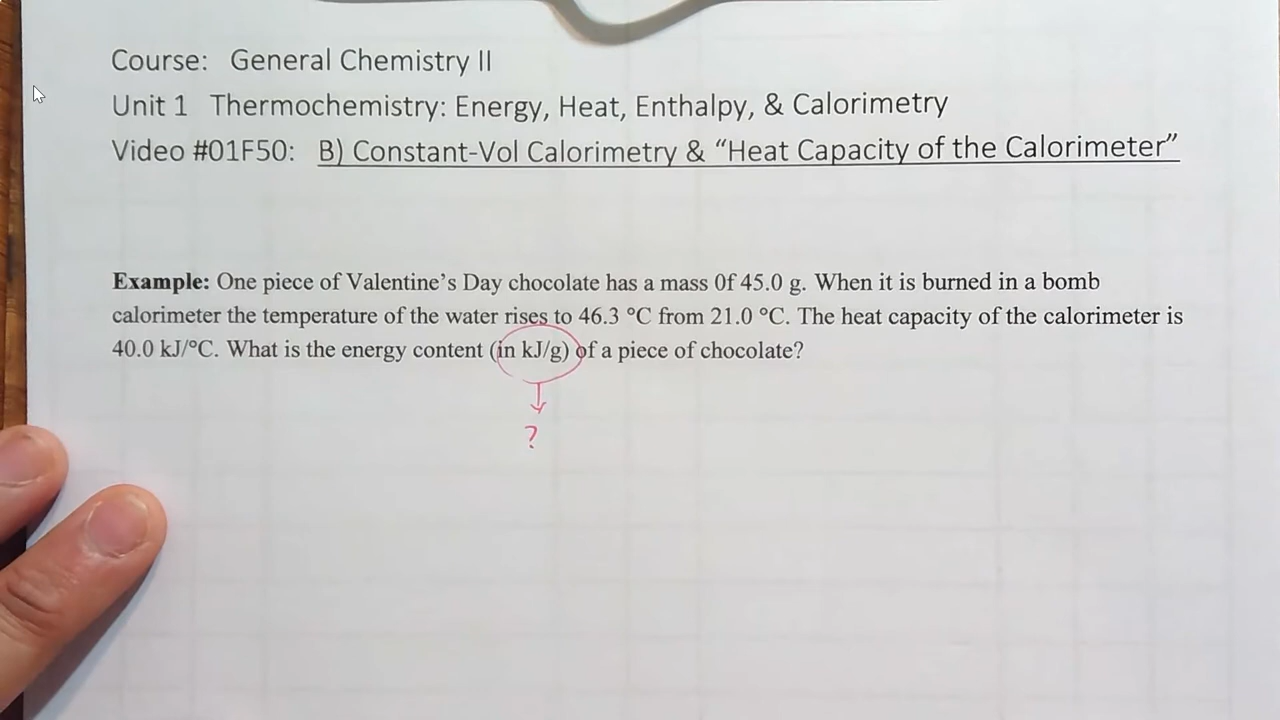 Course: General Chemistry II
Unit 1 Thermochemistry: Energy, Heat, Enthalpy, & Calorimetry
Video #01F50: B) Constant-Vol Calorimetry & “Heat Capacity of the Calorimeter”
Example: One piece of Valentine’s Day chocolate has a mass 0f 45.0 g. When it is burned in a bomb
calorimeter the temperature of the water rises to 46.3 °C from 21.0 °C. The heat capacity of the calorimeter is
40.0 kJ/°C. What is the energy content (in kJ/g) of a piece of chocolate?
?